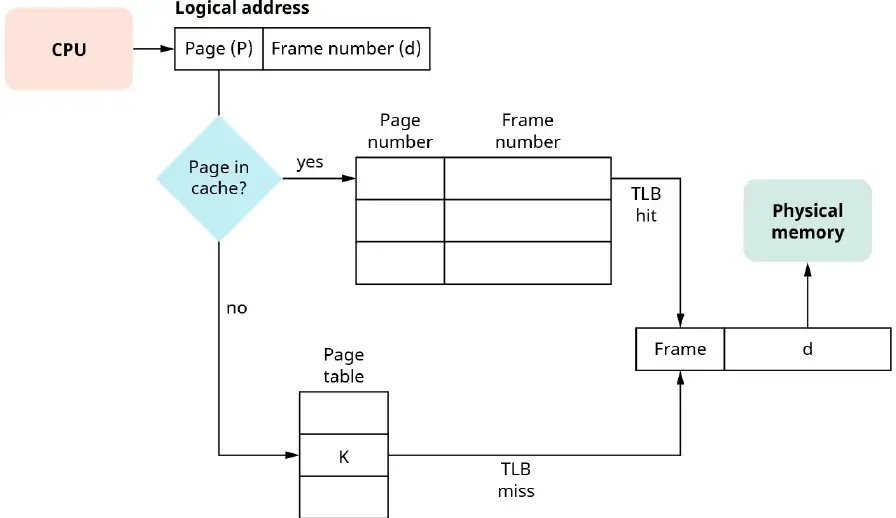 Logical address
CPU
Page (P)
Frame number (d)
Page in
cache?
yes
Page
number
Frame
number
TLB
hit
Physical
memory
no
Frame
d
Page
table
K
TLB
miss